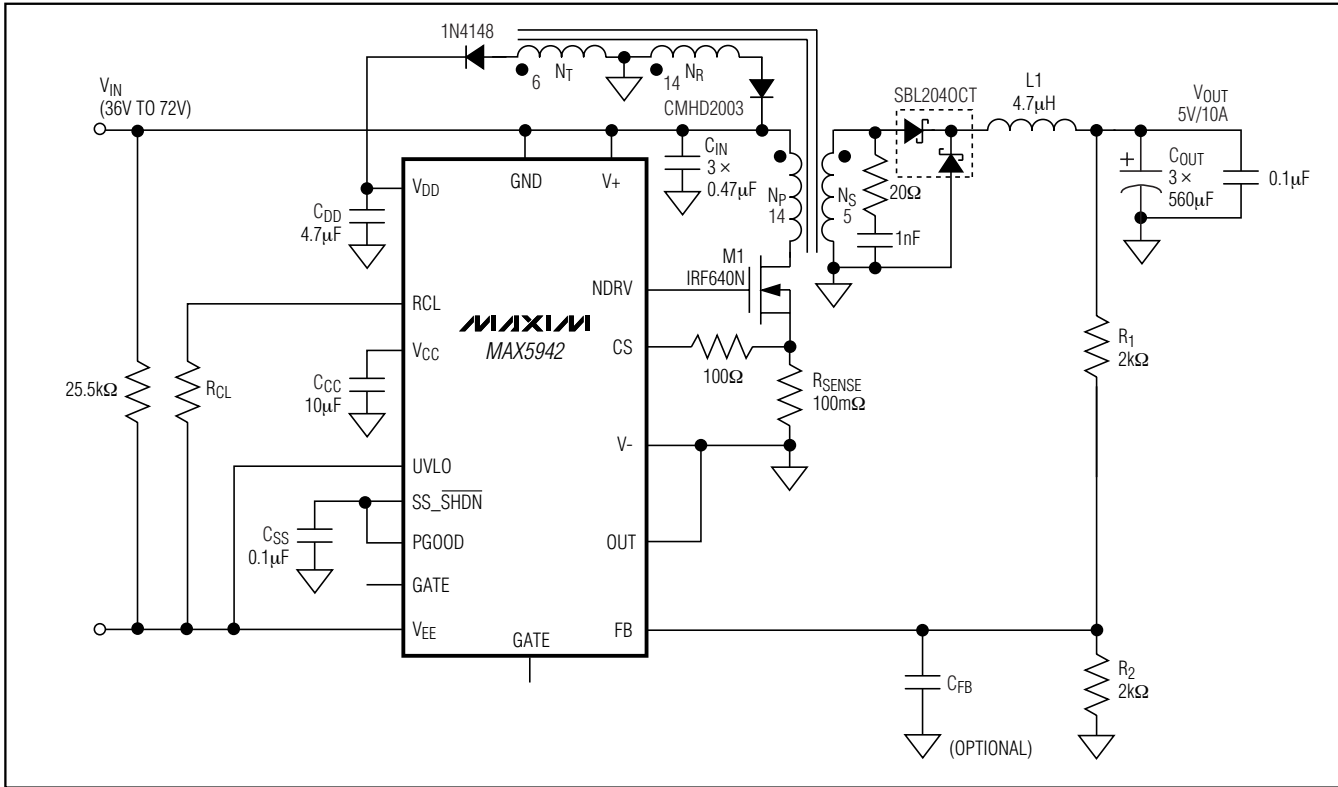 1N4148
6
NT
14
NR
VIN
(36V TO 72V)
CMHD2003
SBL204OCT
L1
4.7µH
VOUT
5V/10A
CIN
3 ×
0.47µF
VDD
GND
V+
CDD
4.7µF
NP
14
NS
5
20Ω
1nF
COUT
3 ×
560µF
0.1µF
M1
IRF640N
NDRV
RCL
MAXIM
MAX5942
VCC
CS
100Ω
RSENSE
100mΩ
R1
2kΩ
25.5kΩ
RCL
CCC
10µF
V-
UVLO
SS_SHDN
CSS
0.1µF
PGOOD
OUT
GATE
VEE
GATE
FB
CFB
(OPTIONAL)
R2
2kΩ